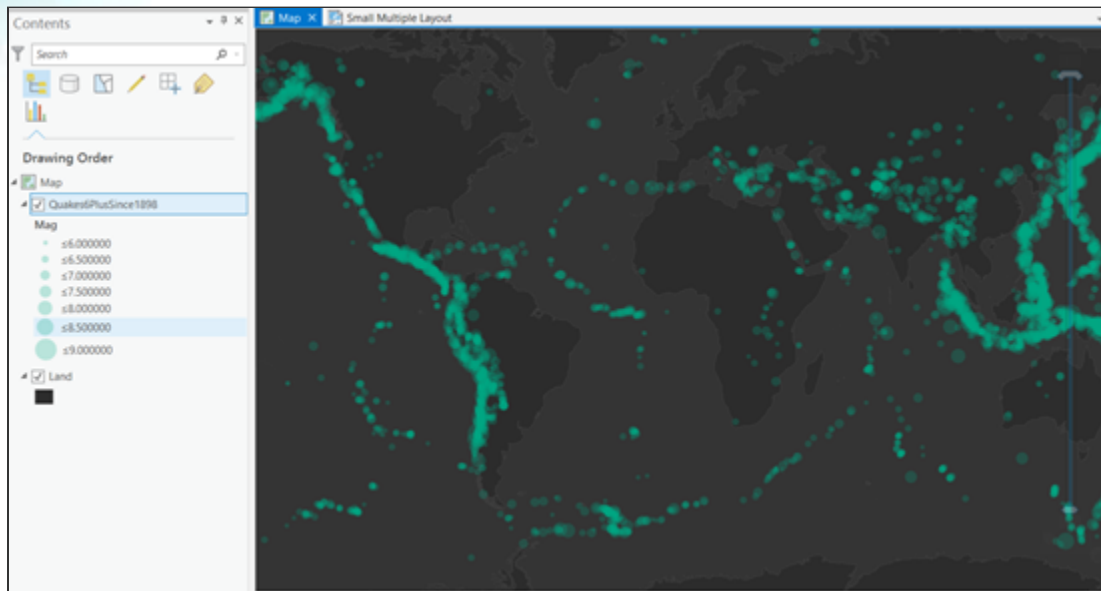 Contents
Map
Small Multiple Layout
Search
Drawing Order
Map
Quakes6PlusSince1898
Mag
≤6.000000
≤6.500000
≤7.000000
≤7.500000
≤8.000000
≤8.500000
≤9.000000
Land